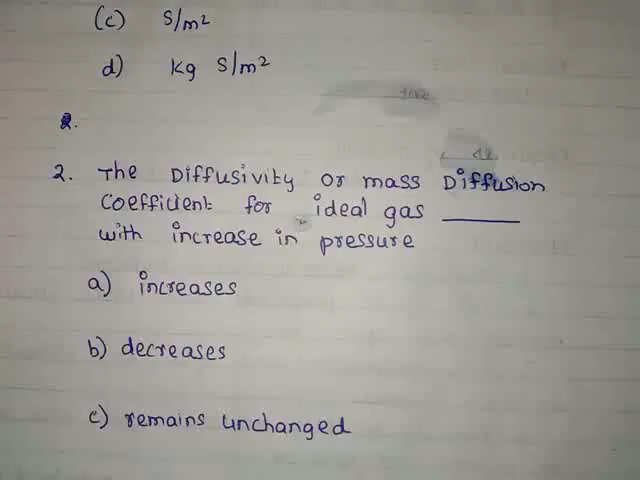 (c) S/m²
d) Kg S/m²
2.
2. The Diffusivity or mass Diffusion
Coefficient for ideal gas ______
with increase in pressure
a) increases
b) decreases
c) remains unchanged